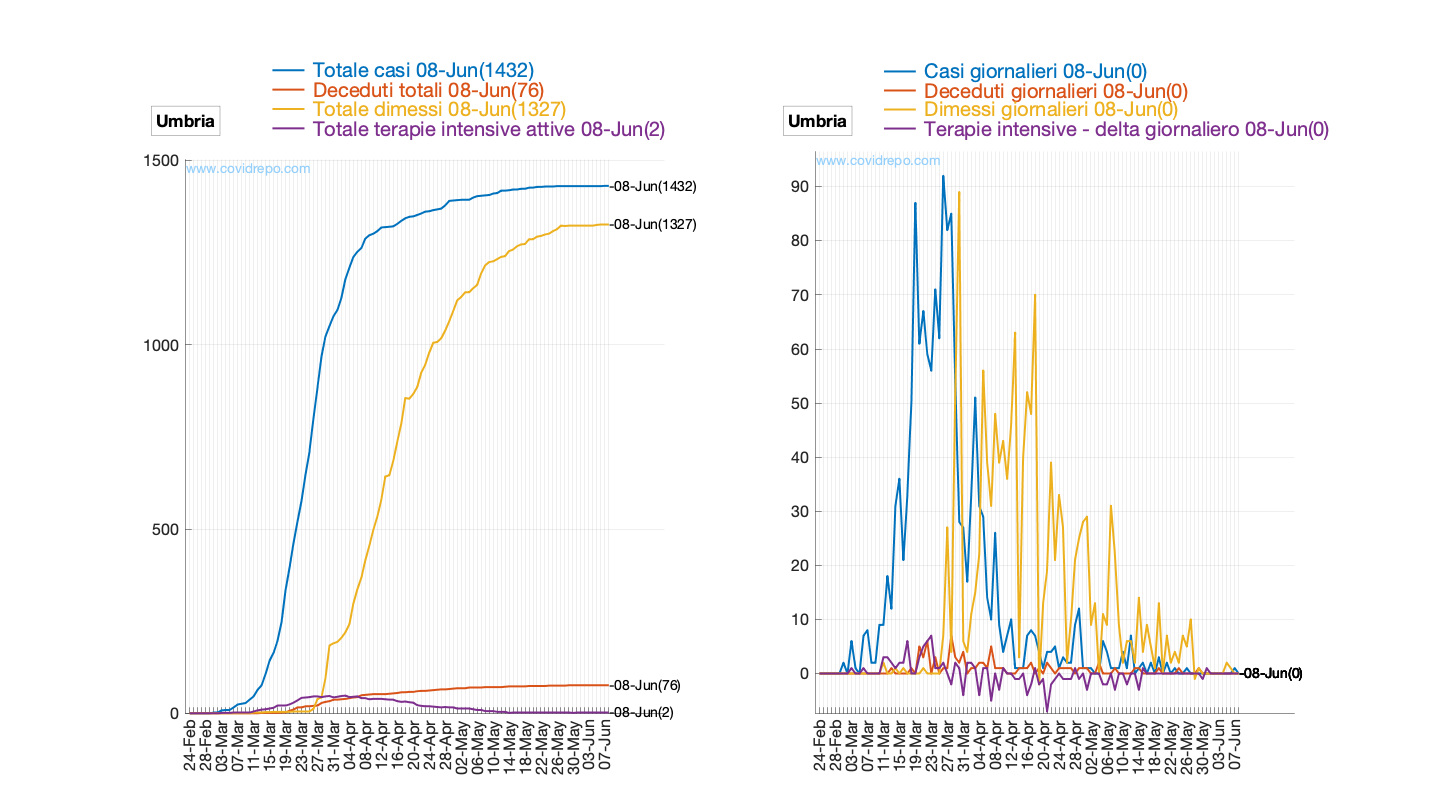 Totale casi 08-Jun(1432)
Deceduti totali 08-Jun(76)
Totale dimessi 08-Jun(1327)
Totale terapie intensive attive 08-Jun(2)
Umbria
www.covidrepo.com
1500
1000
500
0
-08-Jun(1432)
-08-Jun(1327)
-08-Jun(76)
-08-Jun(2)
24-Feb
28-Feb
03-Mar
07-Mar
11-Mar
15-Mar
19-Mar
23-Mar
27-Mar
31-Mar
04-Apr
08-Apr
12-Apr
16-Apr
20-Apr
24-Apr
28-Apr
02-May
06-May
10-May
14-May
18-May
22-May
26-May
30-May
03-Jun
07-Jun
Casi giornalieri 08-Jun(0)
Deceduti giornalieri 08-Jun(0)
Dimessi giornalieri 08-Jun(0)
Terapie intensive - delta giornaliero 08-Jun(0)
Umbria
www.covidrepo.com
90
80
70
60
50
40
30
20
10
0
-08-Jun(0)
24-Feb
28-Feb
03-Mar
07-Mar
11-Mar
15-Mar
19-Mar
23-Mar
27-Mar
31-Mar
04-Apr
08-Apr
12-Apr
16-Apr
20-Apr
24-Apr
28-Apr
02-May
06-May
10-May
14-May
18-May
22-May
26-May
30-May
03-Jun
07-Jun